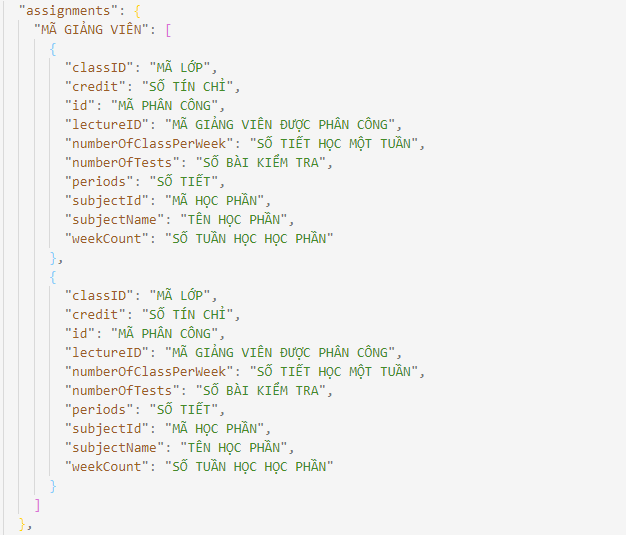 "assignments": {
"MÃ GIẢNG VIÊN": [
{
"classID": "MÃ LỚP",
"credit": "SỐ TÍN CHỈ",
"id": "MÃ PHÂN CÔNG",
"lectureID": "MÃ GIẢNG VIÊN ĐƯỢC PHÂN CÔNG",
"numberOfClassPerWeek": "SỐ TIẾT HỌC MỘT TUẦN",
"numberOfTests": "SỐ BÀI KIỂM TRA",
"periods": "SỐ TIẾT",
"subjectId": "MÃ HỌC PHẦN",
"subjectName": "TÊN HỌC PHẦN",
"weekCount": "SỐ TUẦN HỌC HỌC PHẦN"
},
{
"classID": "MÃ LỚP",
"credit": "SỐ TÍN CHỈ",
"id": "MÃ PHÂN CÔNG",
"lectureID": "MÃ GIẢNG VIÊN ĐƯỢC PHÂN CÔNG",
"numberOfClassPerWeek": "SỐ TIẾT HỌC MỘT TUẦN",
"numberOfTests": "SỐ BÀI KIỂM TRA",
"periods": "SỐ TIẾT",
"subjectId": "MÃ HỌC PHẦN",
"subjectName": "TÊN HỌC PHẦN",
"weekCount": "SỐ TUẦN HỌC HỌC PHẦN"
}
]
},